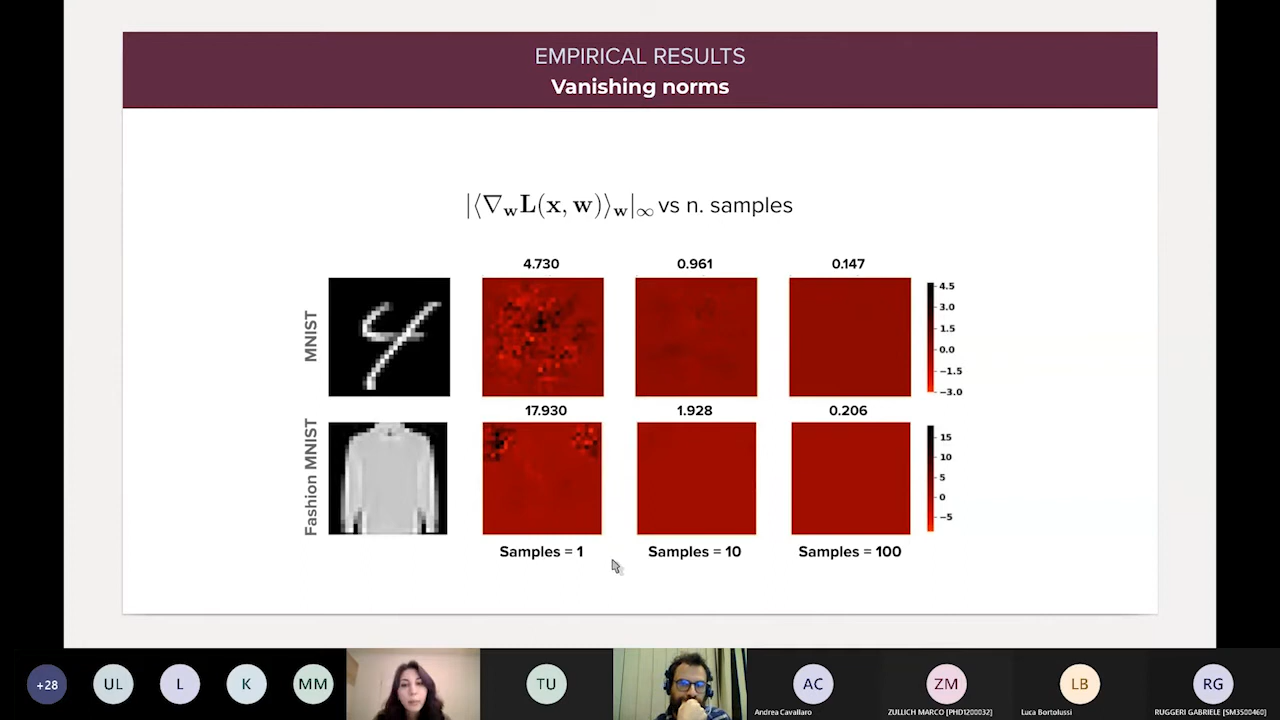 EMPIRICAL RESULTS
Vanishing norms
|⟨∇wL(x, w)⟩w|∞ vs n. samples
4.730 0.961 0.147
MNIST
4.5
3.0
1.5
0.0
−1.5
−3.0
17.930 1.928 0.206
Fashion MNIST
15
10
5
0
−5
Samples = 1 Samples = 10 Samples = 100
+28 UL L K MM TU AC ZM LB RG
Andrea Cavallaro ZULLICH MARCO [PHD1200032] Luca Bortolussi RUGGERI GABRIELE [SM3500460]